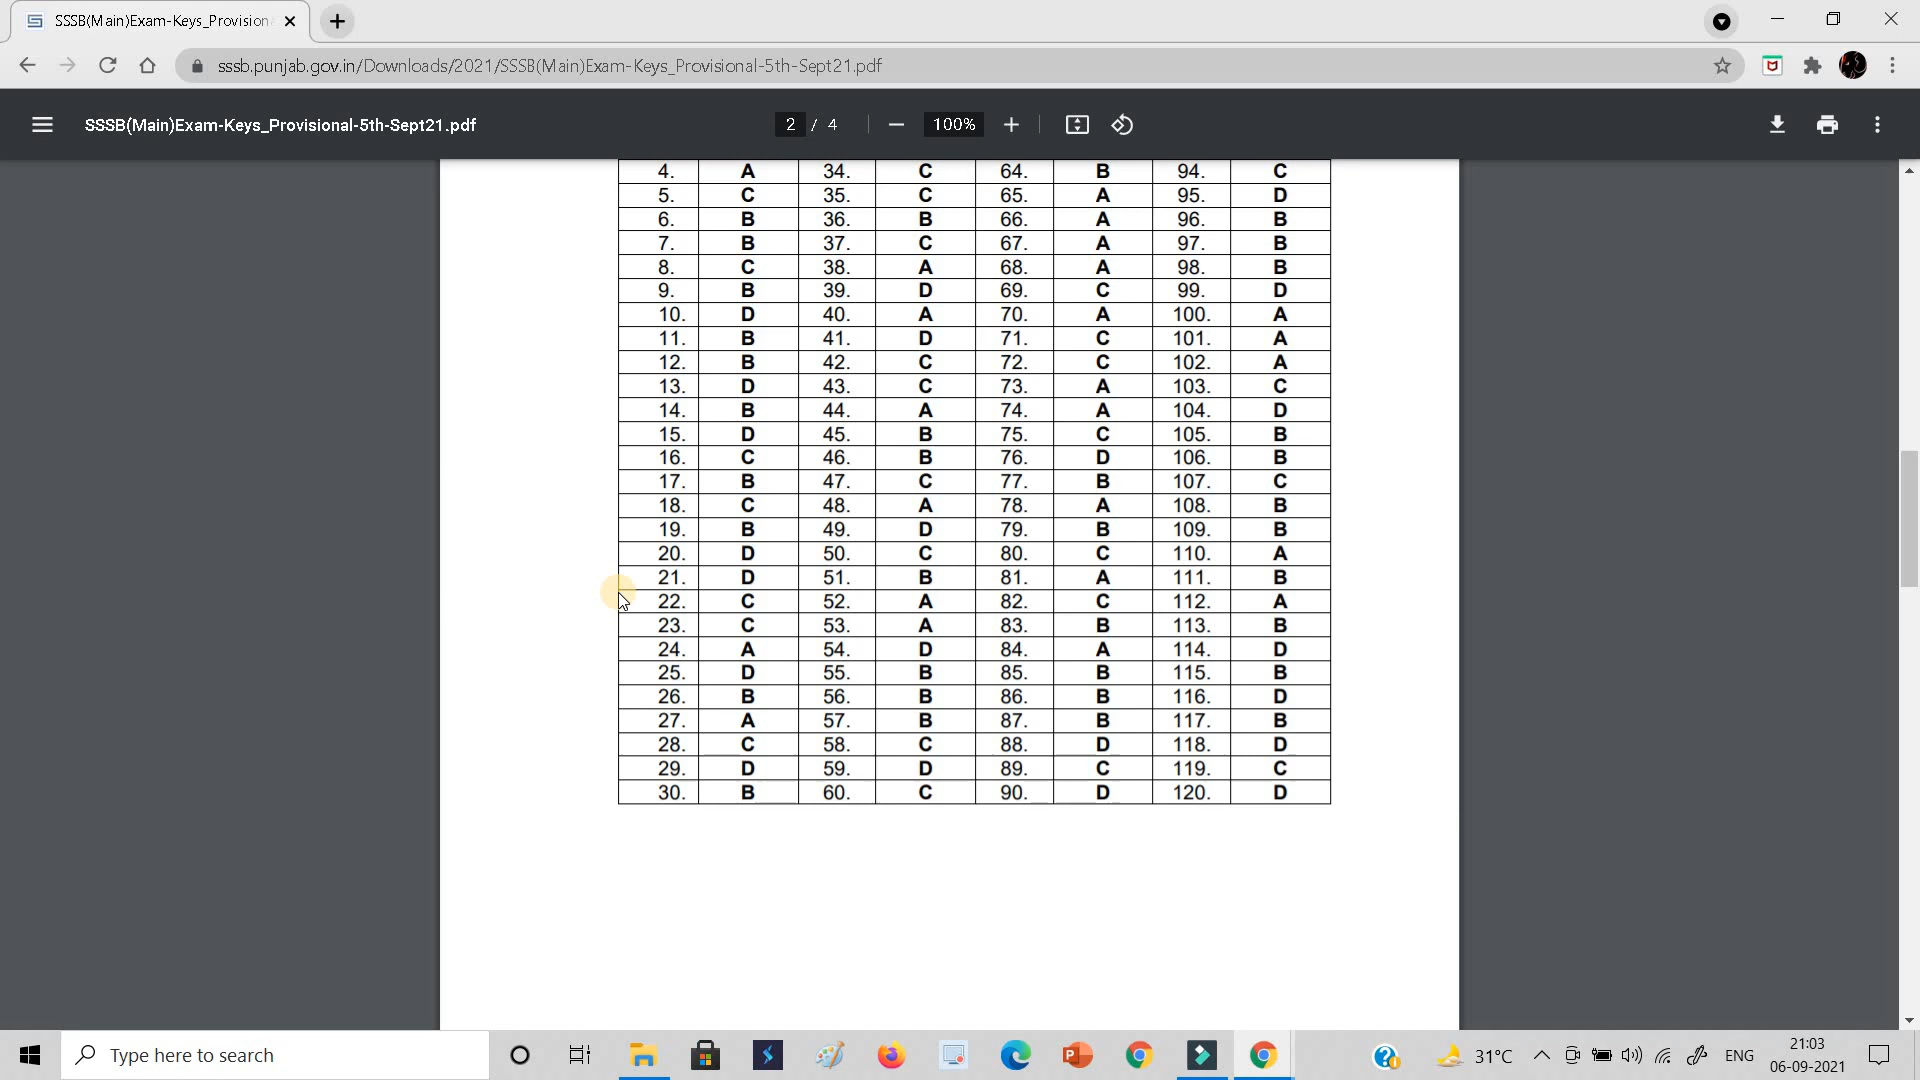 SSSB(Main)Exam-Keys_Provision
sssb.punjab.gov.in/Downloads/2021/SSSB(Main)Exam-Keys_Provisional-5th-Sept21.pdf
SSSB(Main)Exam-Keys_Provisional-5th-Sept21.pdf 2 / 4 100%
4. A 34. C 64. B 94. C
5. C 35. C 65. A 95. D
6. B 36. B 66. A 96. B
7. B 37. C 67. A 97. B
8. C 38. A 68. A 98. B
9. B 39. D 69. C 99. D
10. D 40. A 70. A 100. A
11. B 41. D 71. C 101. A
12. B 42. C 72. C 102. A
13. D 43. C 73. A 103. C
14. B 44. A 74. A 104. D
15. D 45. B 75. C 105. B
16. C 46. B 76. D 106. B
17. B 47. C 77. B 107. C
18. C 48. A 78. A 108. B
19. B 49. D 79. B 109. B
20. D 50. C 80. C 110. A
21. D 51. B 81. A 111. B
22. C 52. A 82. C 112. A
23. C 53. A 83. B 113. B
24. A 54. D 84. A 114. D
25. D 55. B 85. B 115. B
26. B 56. B 86. B 116. D
27. A 57. B 87. B 117. B
28. C 58. C 88. D 118. D
29. D 59. D 89. C 119. C
30. B 60. C 90. D 120. D
Type here to search 31°C ENG 21:03
06-09-2021